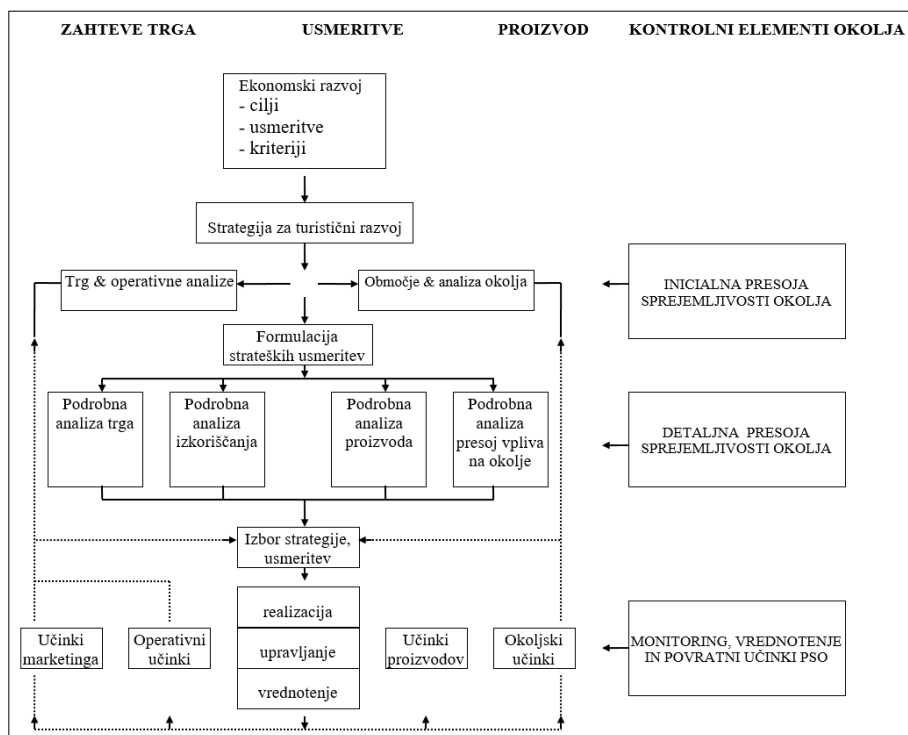 ZAHTEVE TRGA
USMERITVE
PROIZVOD
KONTROLNI ELEMENTI OKOLJA
Ekonomski razvoj
- cilji
- usmeritve
- kriteriji
Strategija za turistični razvoj
Trg & operativne analize
Območje & analiza okolja
INICIALNA PRESOJA
SPREJEMLJIVOSTI OKOLJA
Formulacija
strateških usmeritev
Podrobna
analiza trga
Podrobna
analiza
izkoriščanja
Podrobna
analiza
proizvoda
Podrobna
analiza
presoj vpliva
na okolje
DETALJNA PRESOJA
SPREJEMLJIVOSTI OKOLJA
Izbor strategije,
usmeritev
Učinki
marketinga
Operativni
učinki
realizacija
upravljanje
vrednotenje
Učinki
proizvodov
Okoljski
učinki
MONITORING, VREDNOTENJE
IN POVRATNI UČINKI PSO